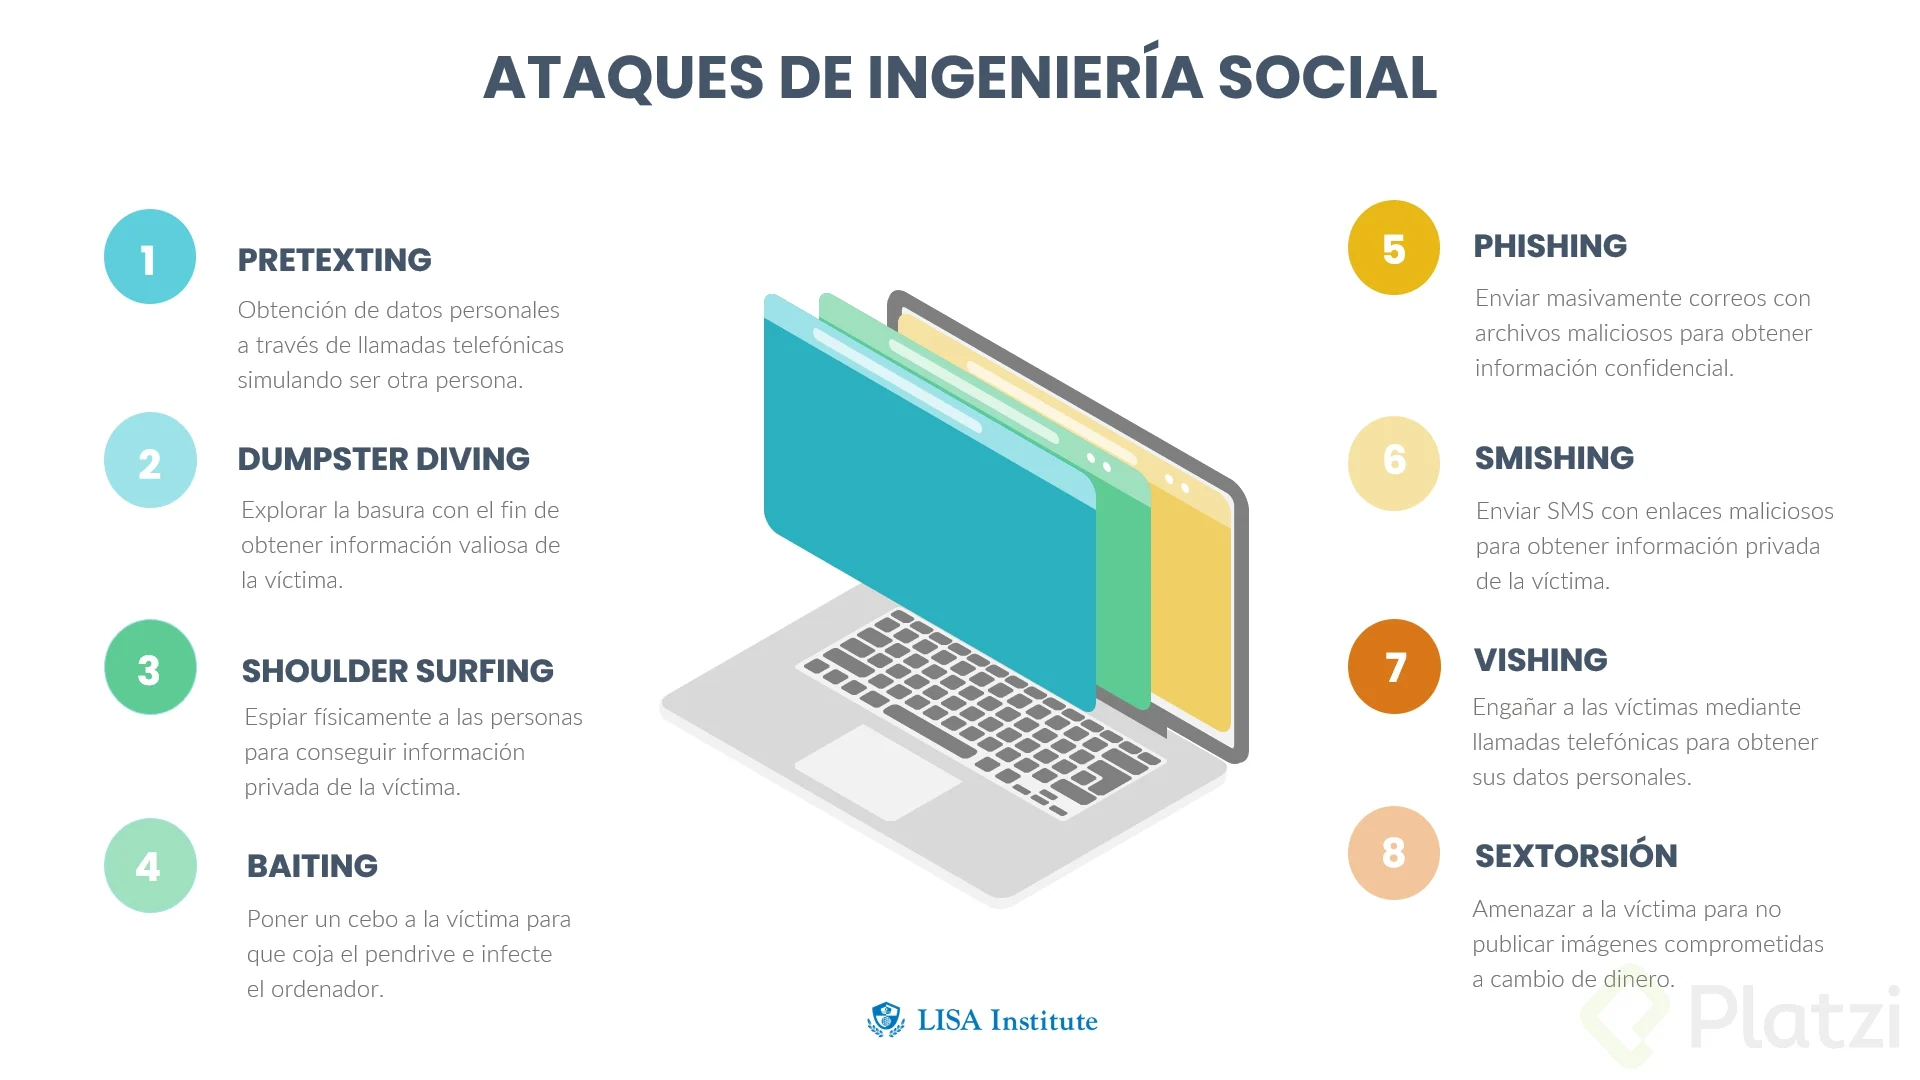 ATAQUES DE INGENIERÍA SOCIAL
1
PRETEXTING
Obtención de datos personales
a través de llamadas telefónicas
simulando ser otra persona.
2
DUMPSTER DIVING
Explorar la basura con el fin de
obtener información valiosa de
la víctima.
3
SHOULDER SURFING
Espiar físicamente a las personas
para conseguir información
privada de la víctima.
4
BAITING
Poner un cebo a la víctima para
que coja el pendrive e infecte
el ordenador.
5
PHISHING
Enviar masivamente correos con
archivos maliciosos para obtener
información confidencial.
6
SMISHING
Enviar SMS con enlaces maliciosos
para obtener información privada
de la víctima.
7
VISHING
Engañar a las víctimas mediante
llamadas telefónicas para obtener
sus datos personales.
8
SEXTORSIÓN
Amenazar a la víctima para no
publicar imágenes comprometidas
a cambio de dinero.
LISA Institute
Platzi